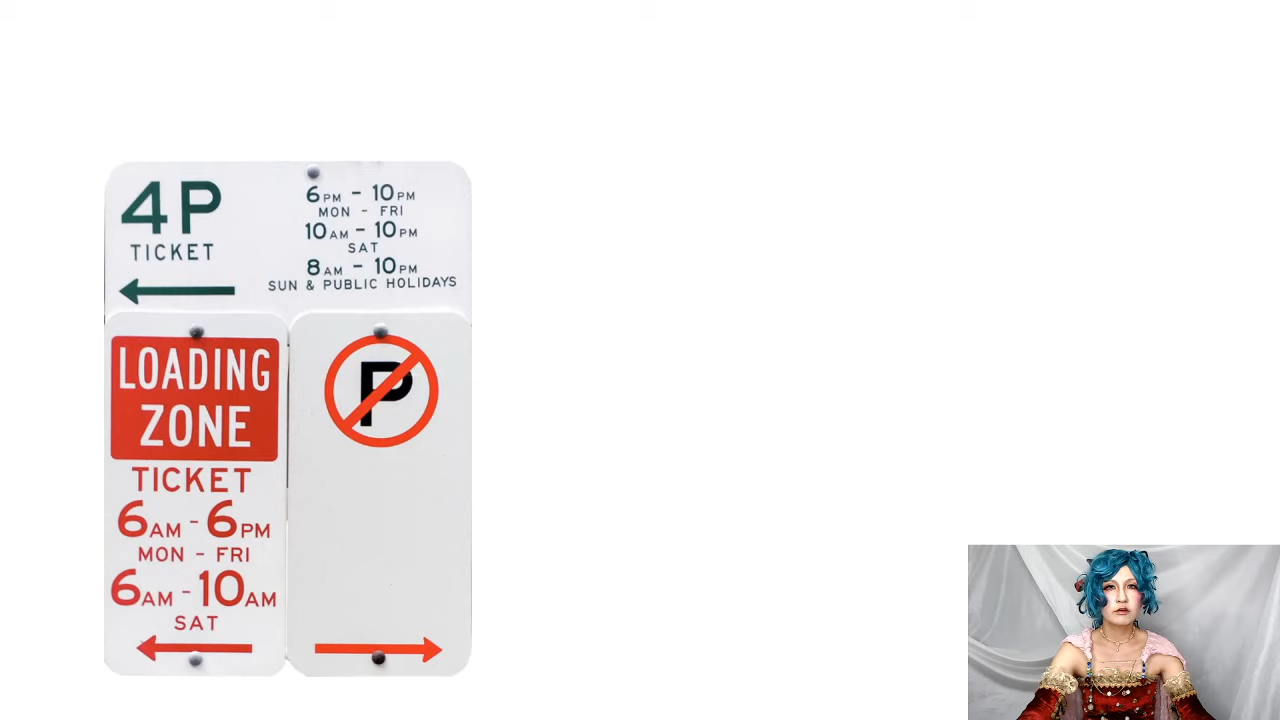 4P
TICKET
6PM - 10PM
MON - FRI
10AM - 10PM
SAT
8AM - 10PM
SUN & PUBLIC HOLIDAYS
LOADING
ZONE
TICKET
6AM - 6PM
MON - FRI
6AM - 10AM
SAT
P